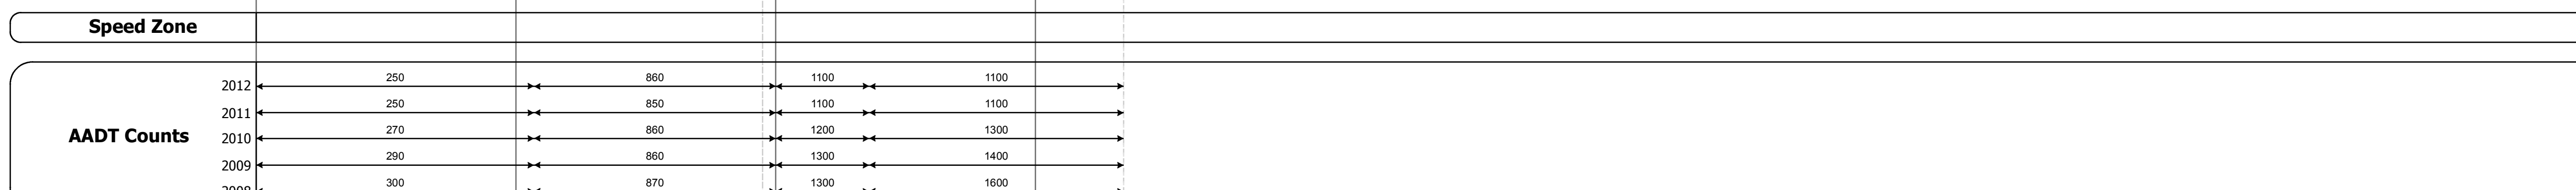 Speed Zone
2012 250 860 1100 1100
2011 250 850 1100 1100
AADT Counts
2010 270 860 1200 1300
2009 290 860 1300 1400
2008 300 870 1300 1600